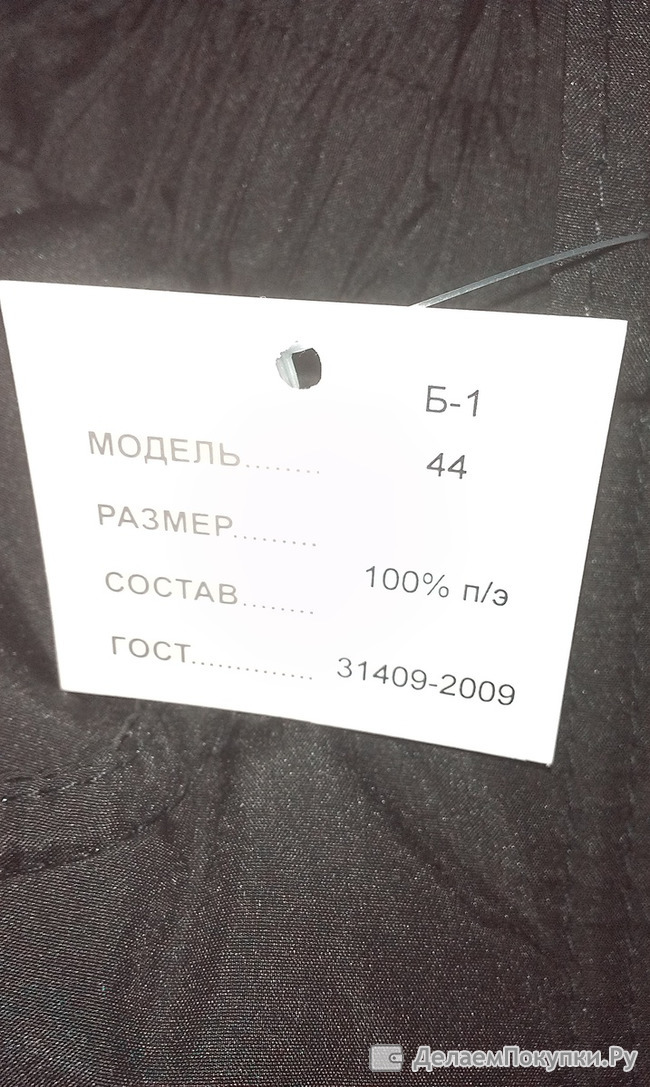 Б-1
МОДЕЛЬ........ 44
РАЗМЕР.........
СОСТАВ........ 100% п/э
ГОСТ.............. 31409-2009
ДелаемПокупки.Ру